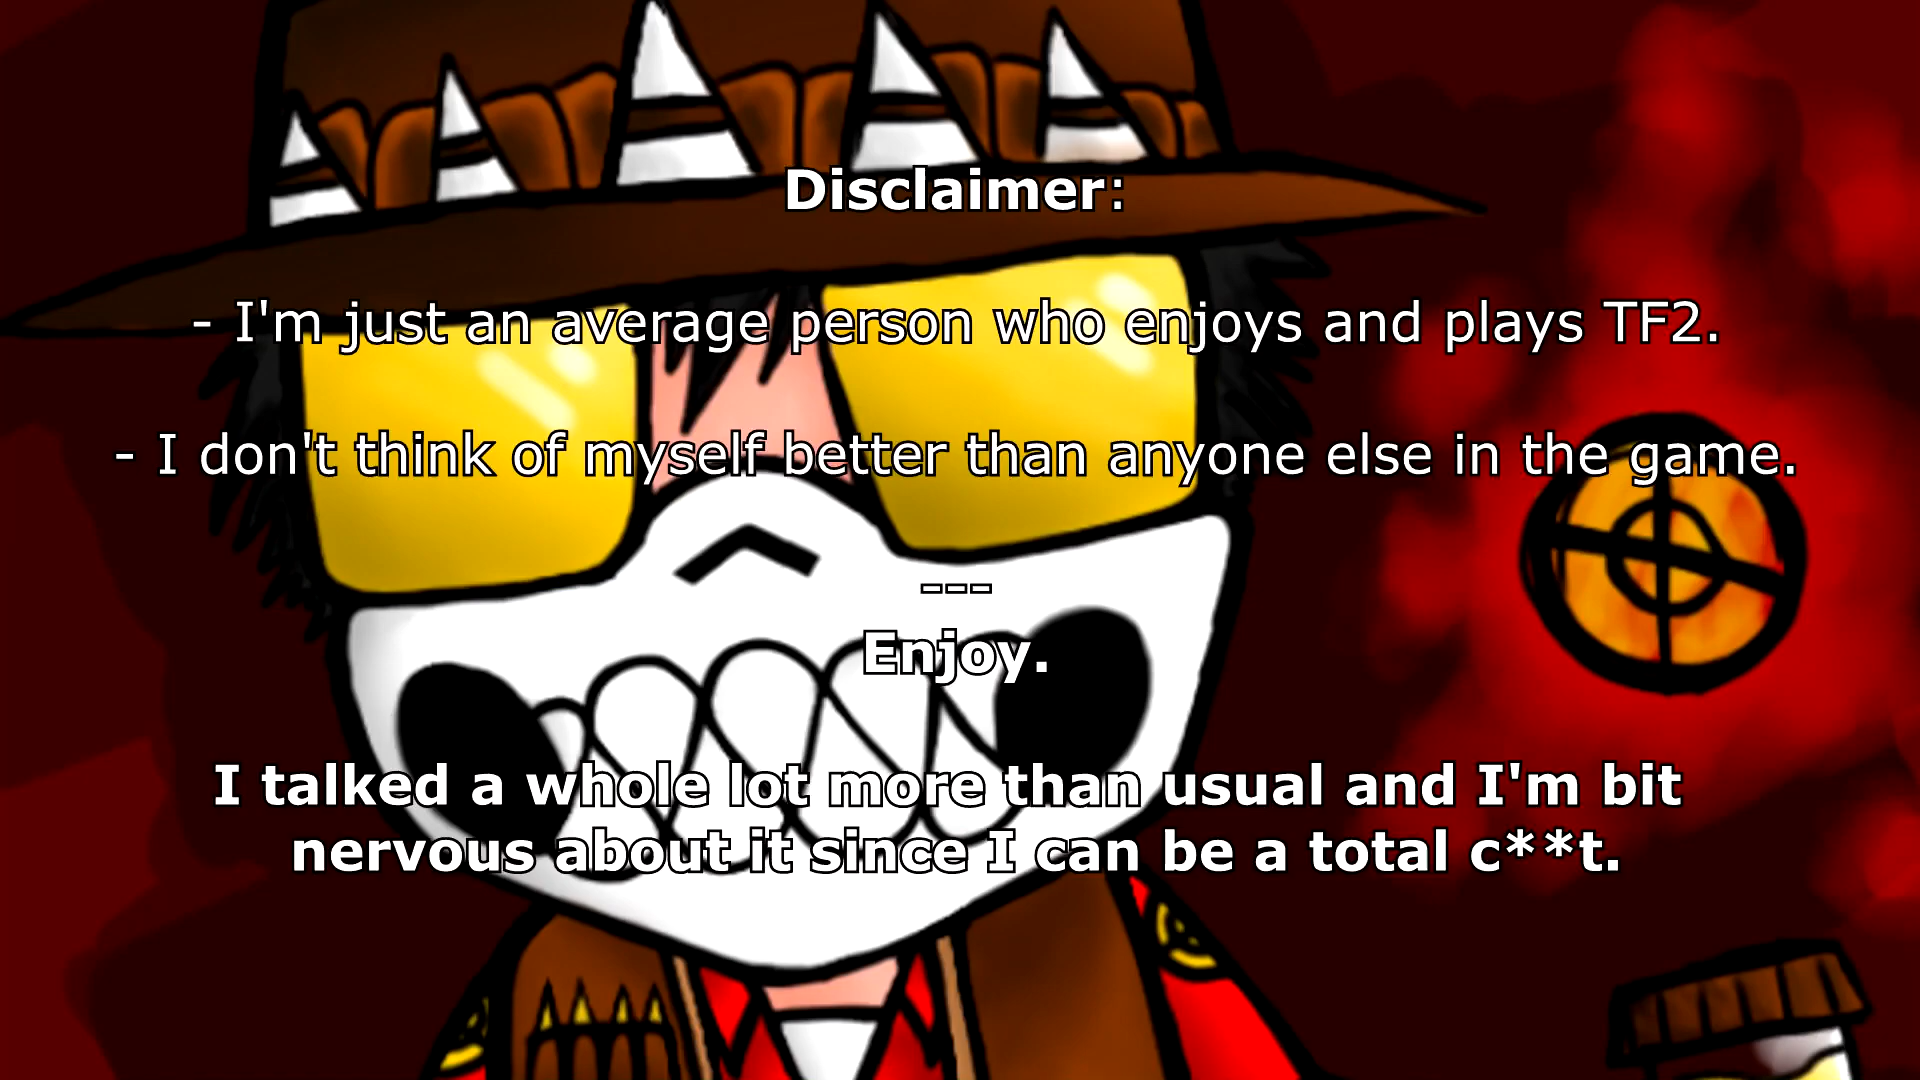 Disclaimer:
- I'm just an average person who enjoys and plays TF2.
- I don't think of myself better than anyone else in the game.
---
Enjoy.
I talked a whole lot more than usual and I'm bit
nervous about it since I can be a total c**t.